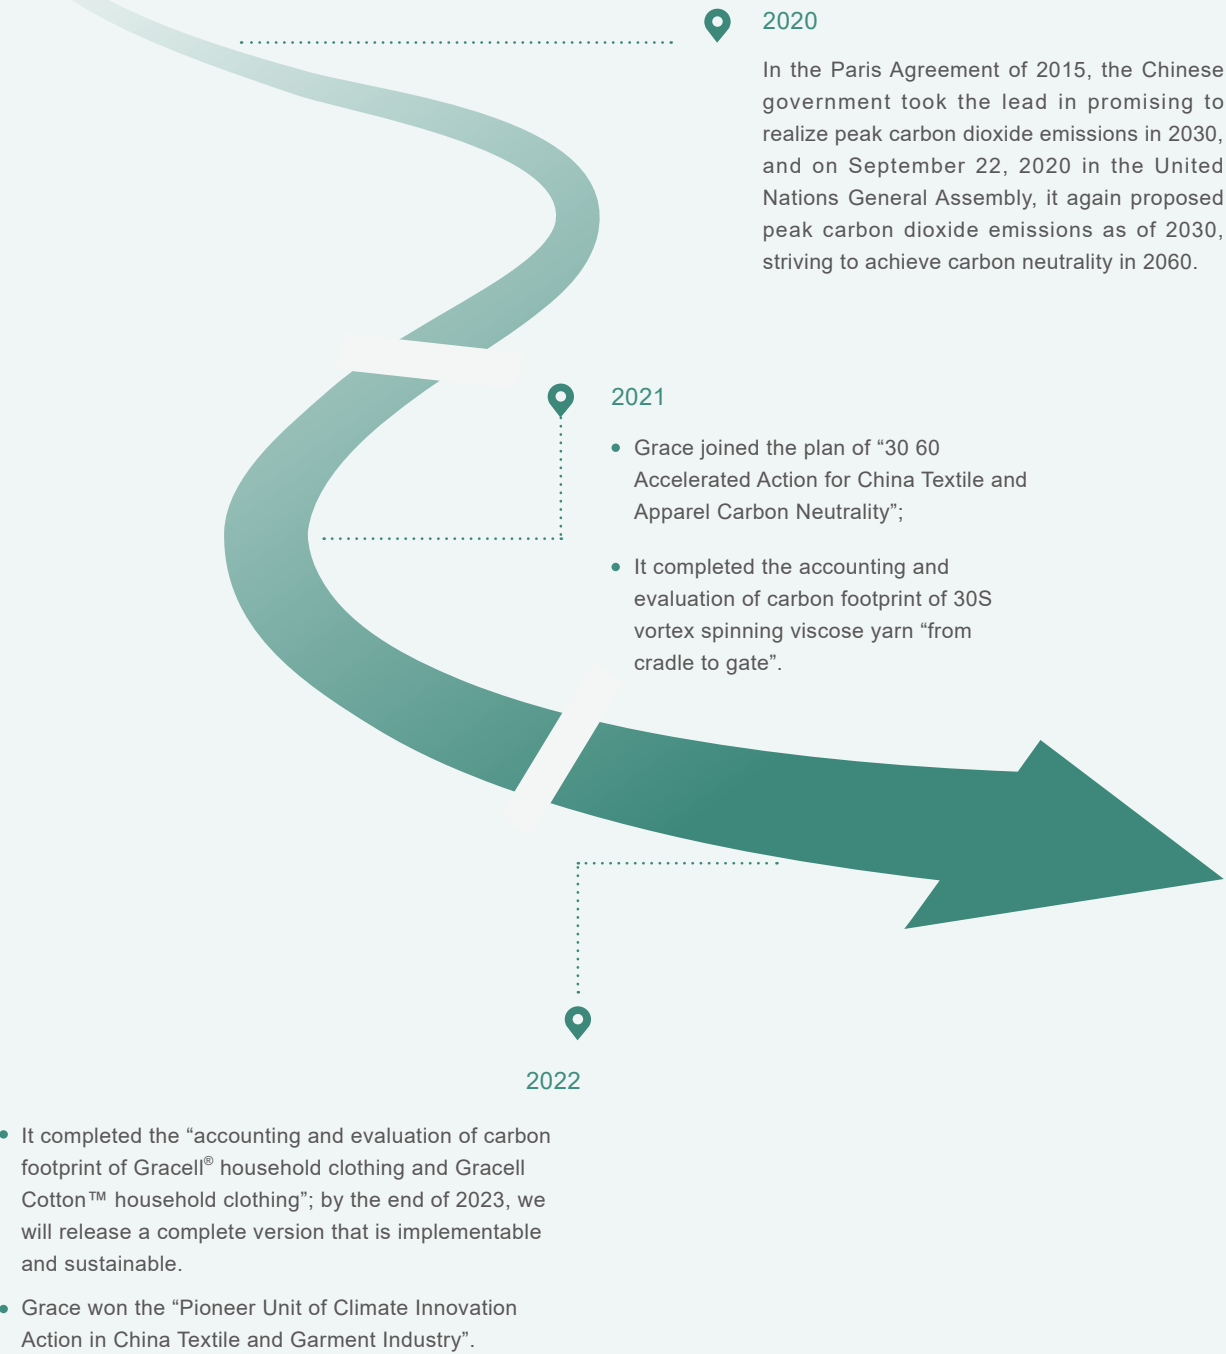 2020
In the Paris Agreement of 2015, the Chinese
government took the lead in promising to
realize peak carbon dioxide emissions in 2030,
and on September 22, 2020 in the United
Nations General Assembly, it again proposed
peak carbon dioxide emissions as of 2030,
striving to achieve carbon neutrality in 2060.
2021
• Grace joined the plan of “30 60
Accelerated Action for China Textile and
Apparel Carbon Neutrality”;
• It completed the accounting and
evaluation of carbon footprint of 30S
vortex spinning viscose yarn “from
cradle to gate”.
2022
• It completed the “accounting and evaluation of carbon
footprint of Gracell® household clothing and Gracell
Cotton™ household clothing”; by the end of 2023, we
will release a complete version that is implementable
and sustainable.
• Grace won the “Pioneer Unit of Climate Innovation
Action in China Textile and Garment Industry”.